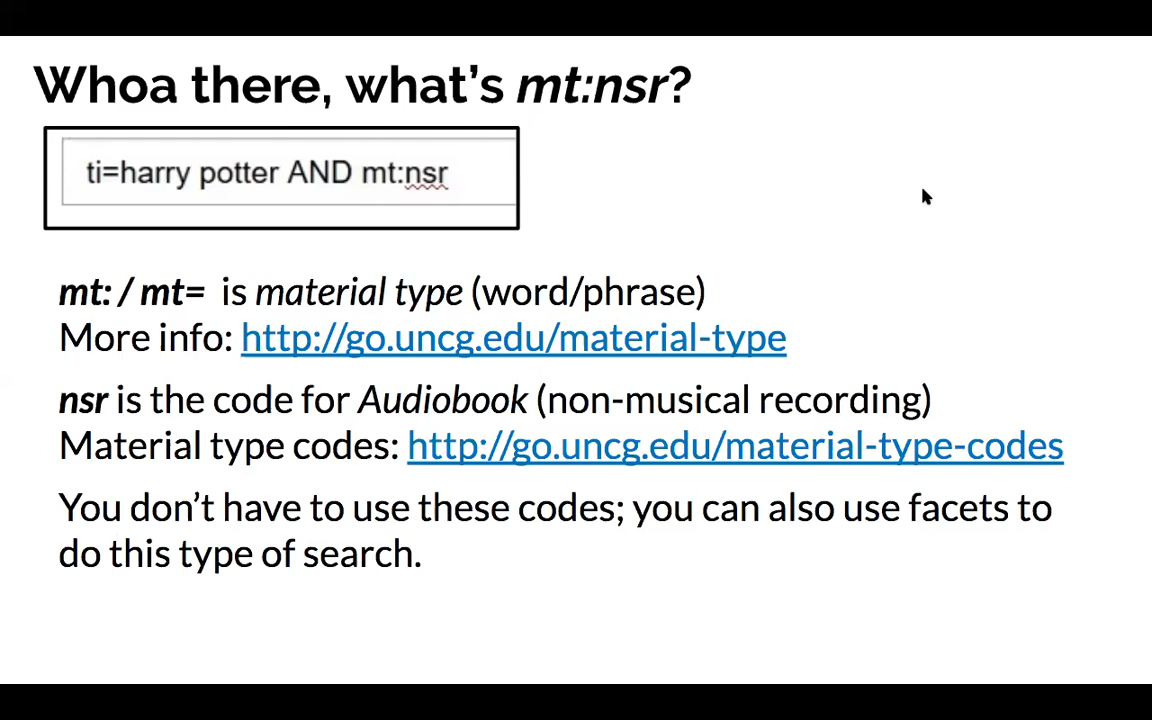 Whoa there, what's mt:nsr?
ti=harry potter AND mt:nsr
mt: / mt= is material type (word/phrase)
More info: http://go.uncg.edu/material-type
nsr is the code for Audiobook (non-musical recording)
Material type codes: http://go.uncg.edu/material-type-codes
You don't have to use these codes; you can also use facets to
do this type of search.